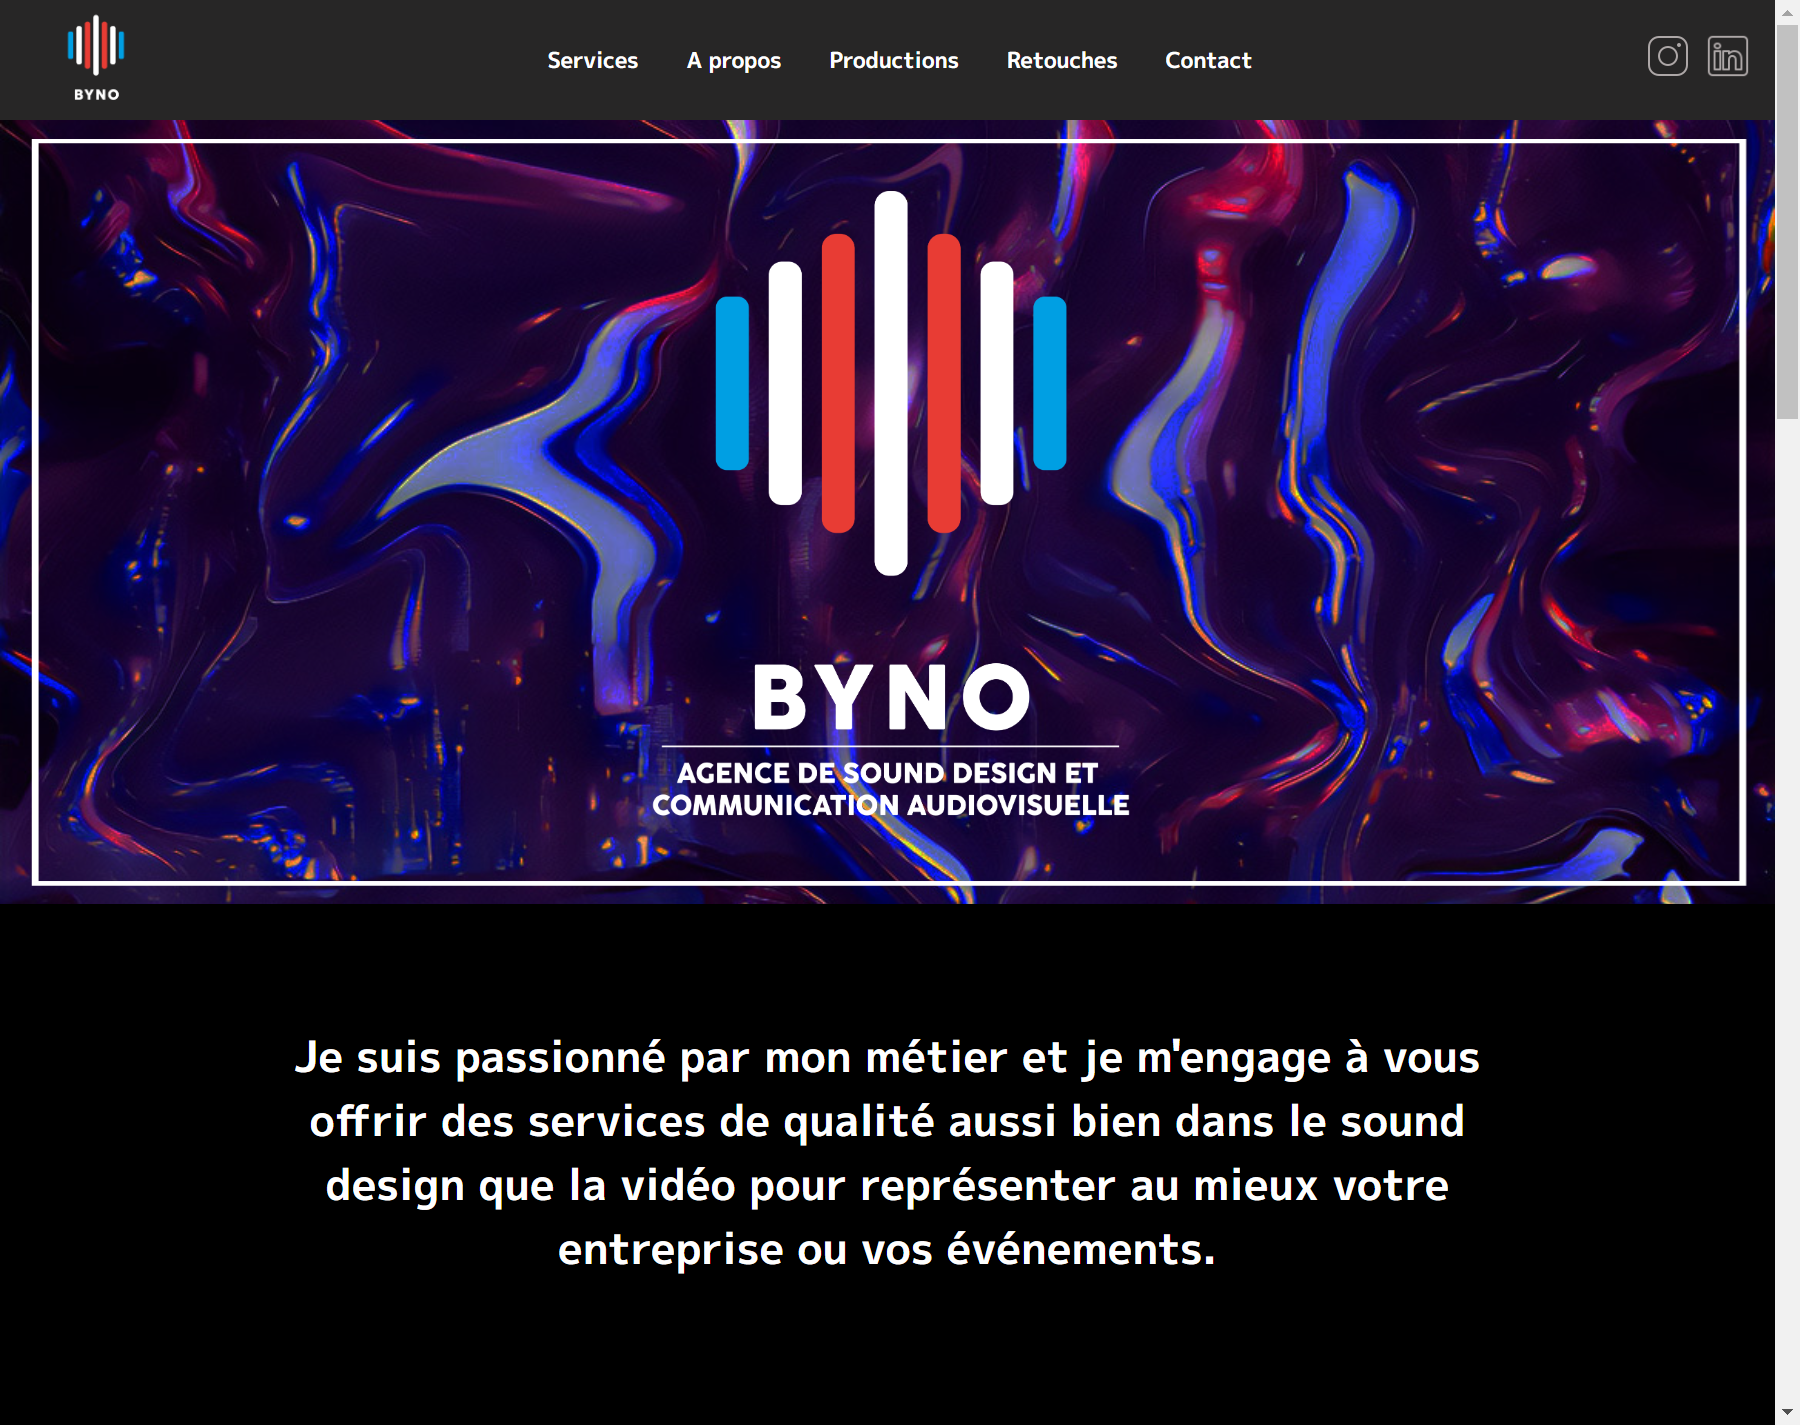 BYNO
Services
A propos
Productions
Retouches
Contact
in
BYNO
AGENCE DE SOUND DESIGN ET
COMMUNICATION AUDIOVISUELLE
Je suis passionné par mon métier et je m'engage à vous
offrir des services de qualité aussi bien dans le sound
design que la vidéo pour représenter au mieux votre
entreprise ou vos événements.